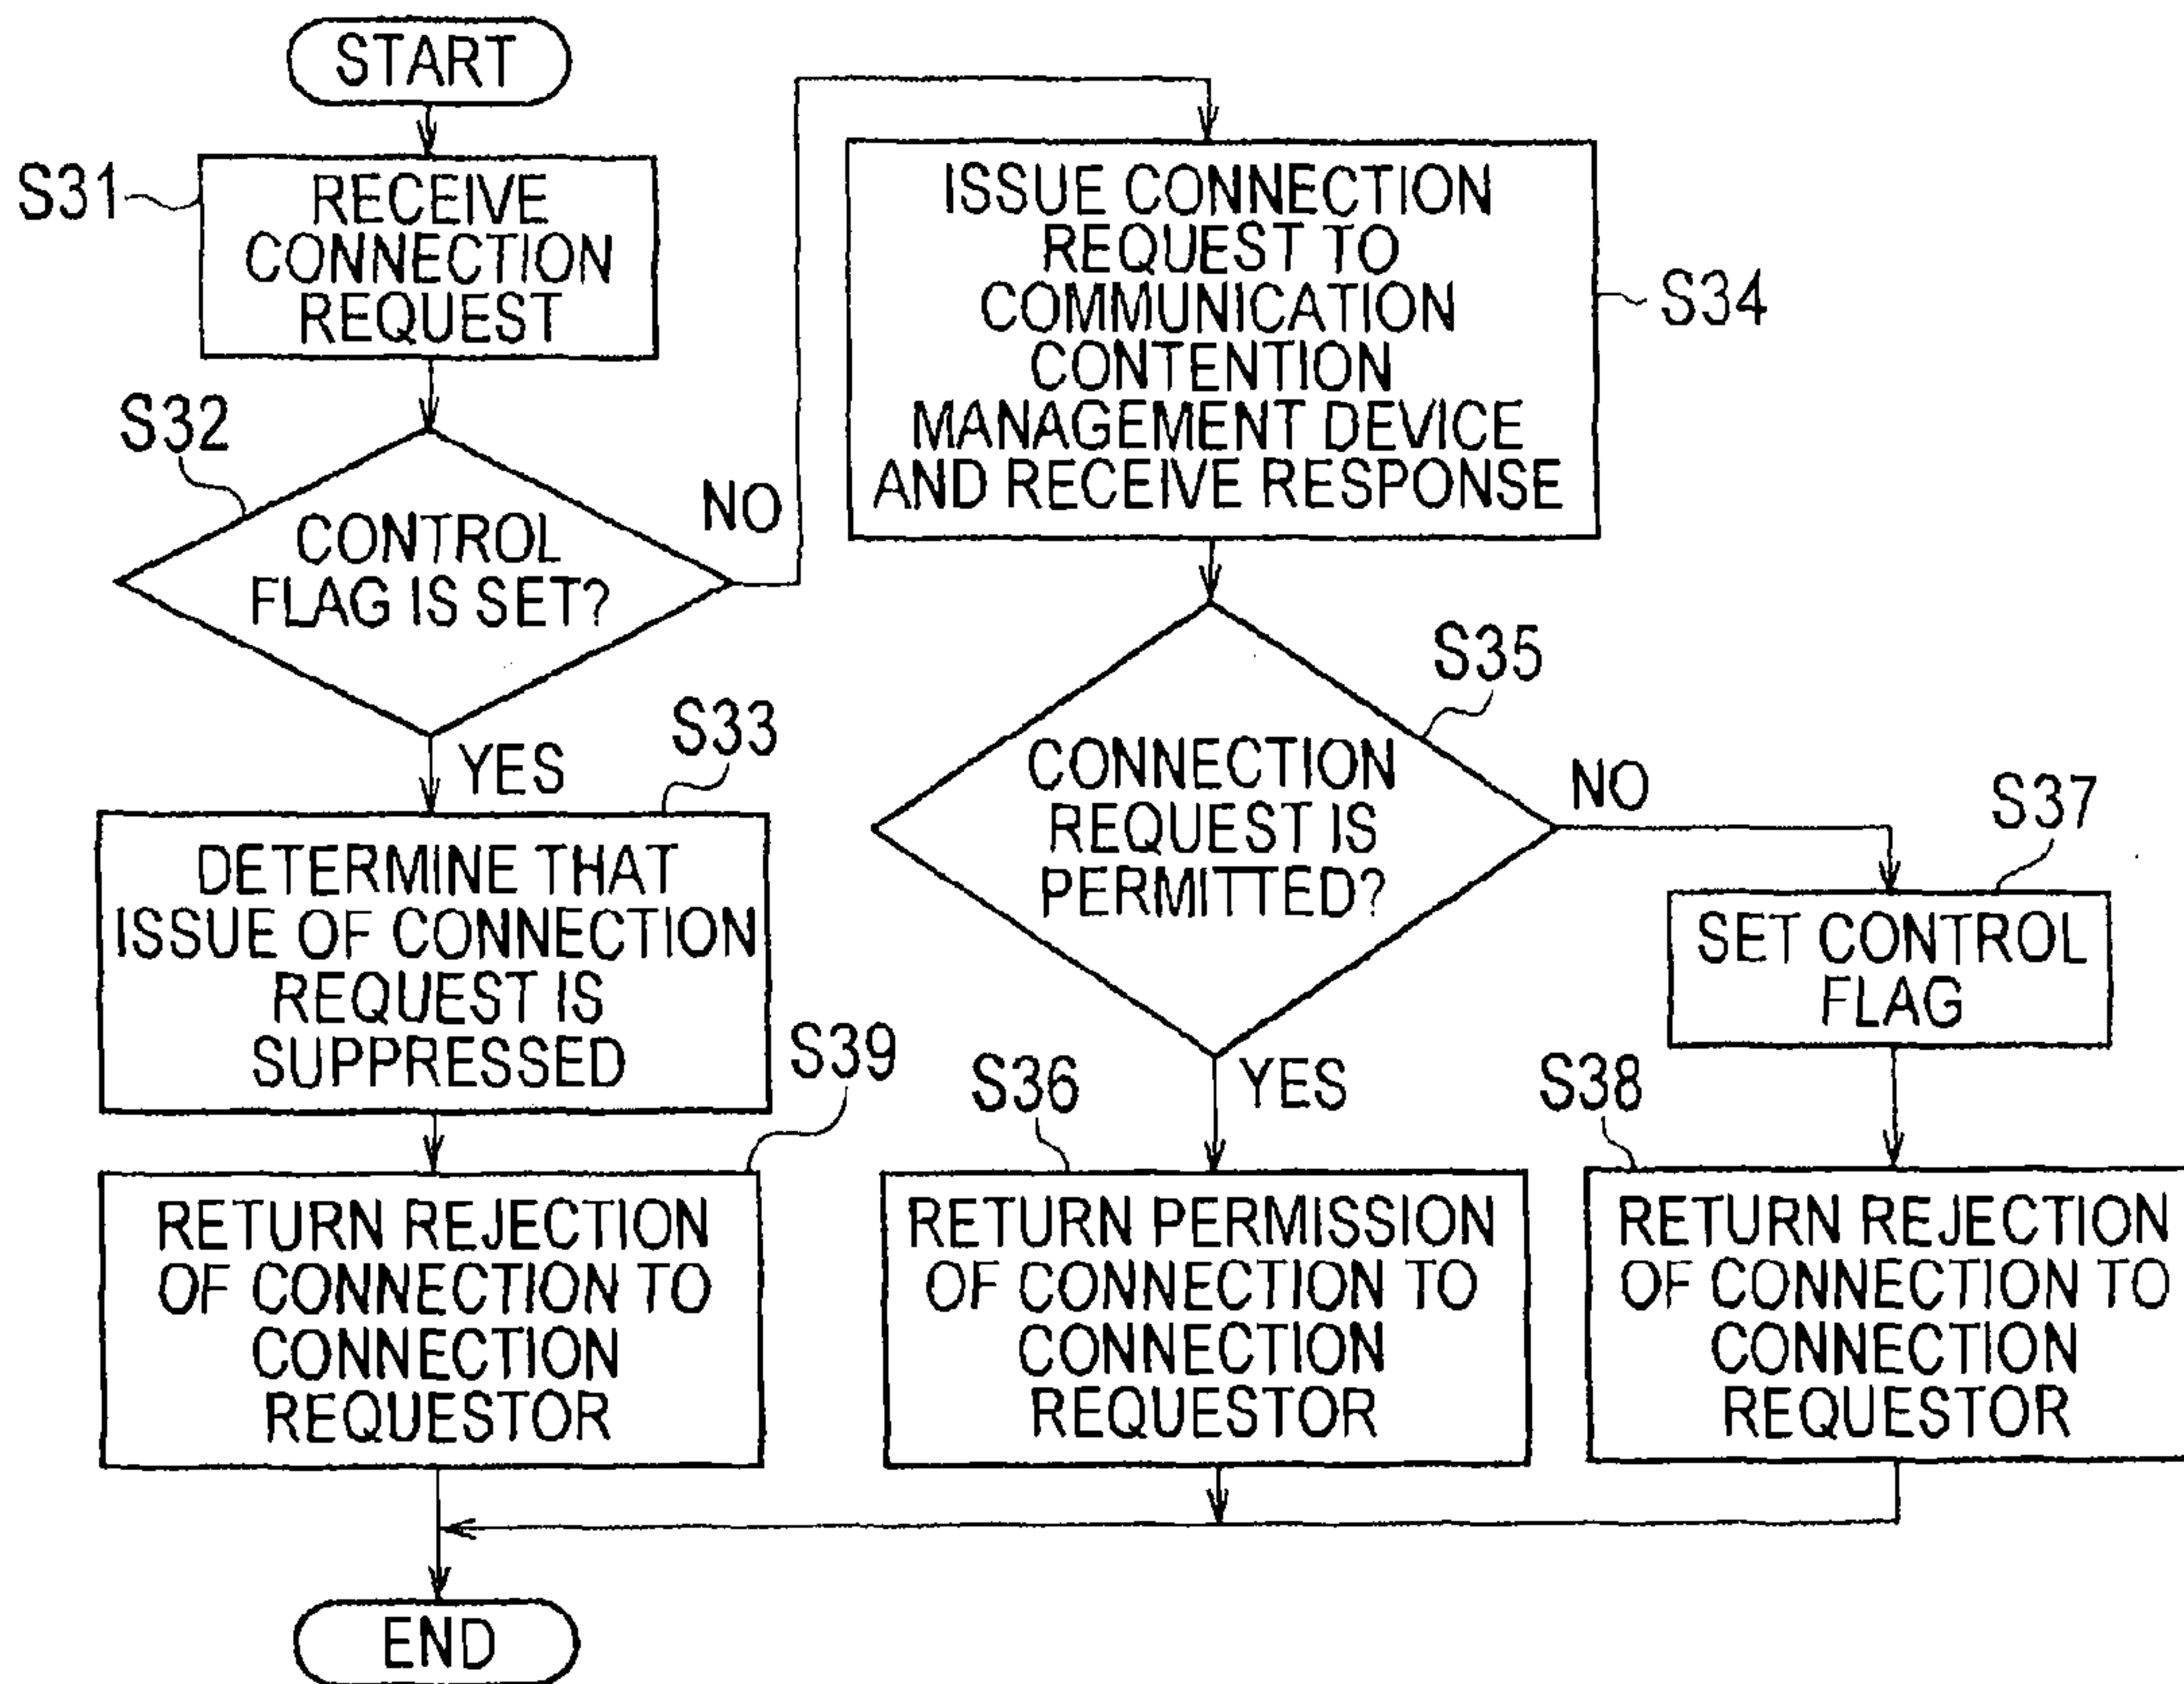 START
S31
RECEIVE
CONNECTION
REQUEST
S32
CONTROL
FLAG IS SET?
NO
YES
S33
DETERMINE THAT
ISSUE OF CONNECTION
REQUEST IS
SUPPRESSED
S39
RETURN REJECTION
OF CONNECTION TO
CONNECTION
REQUESTOR
ISSUE CONNECTION
REQUEST TO
COMMUNICATION
CONTENTION
MANAGEMENT DEVICE
AND RECEIVE RESPONSE
S34
S35
CONNECTION
REQUEST IS
PERMITTED?
NO
YES
S36
RETURN PERMISSION
OF CONNECTION TO
CONNECTION
REQUESTOR
S37
SET CONTROL
FLAG
S38
RETURN REJECTION
OF CONNECTION TO
CONNECTION
REQUESTOR
END